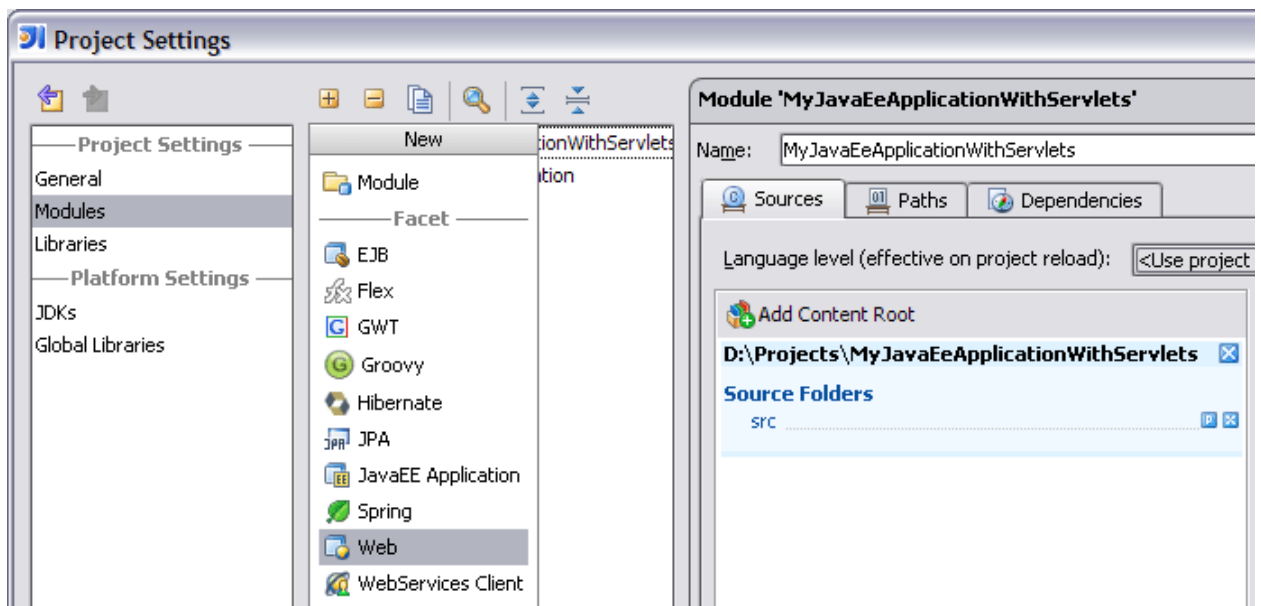 Project Settings
Project Settings
General
Modules
Libraries
Platform Settings
JDKs
Global Libraries
New
Module
Facet
EJB
Flex
GWT
Groovy
Hibernate
JPA
JavaEE Application
Spring
Web
WebServices Client
ionWithServlets
ition
Module 'MyJavaEeApplicationWithServlets'
Name: MyJavaEeApplicationWithServlets
Sources Paths Dependencies
Language level (effective on project reload): <Use project
Add Content Root
D:\Projects\MyJavaEeApplicationWithServlets
Source Folders
src